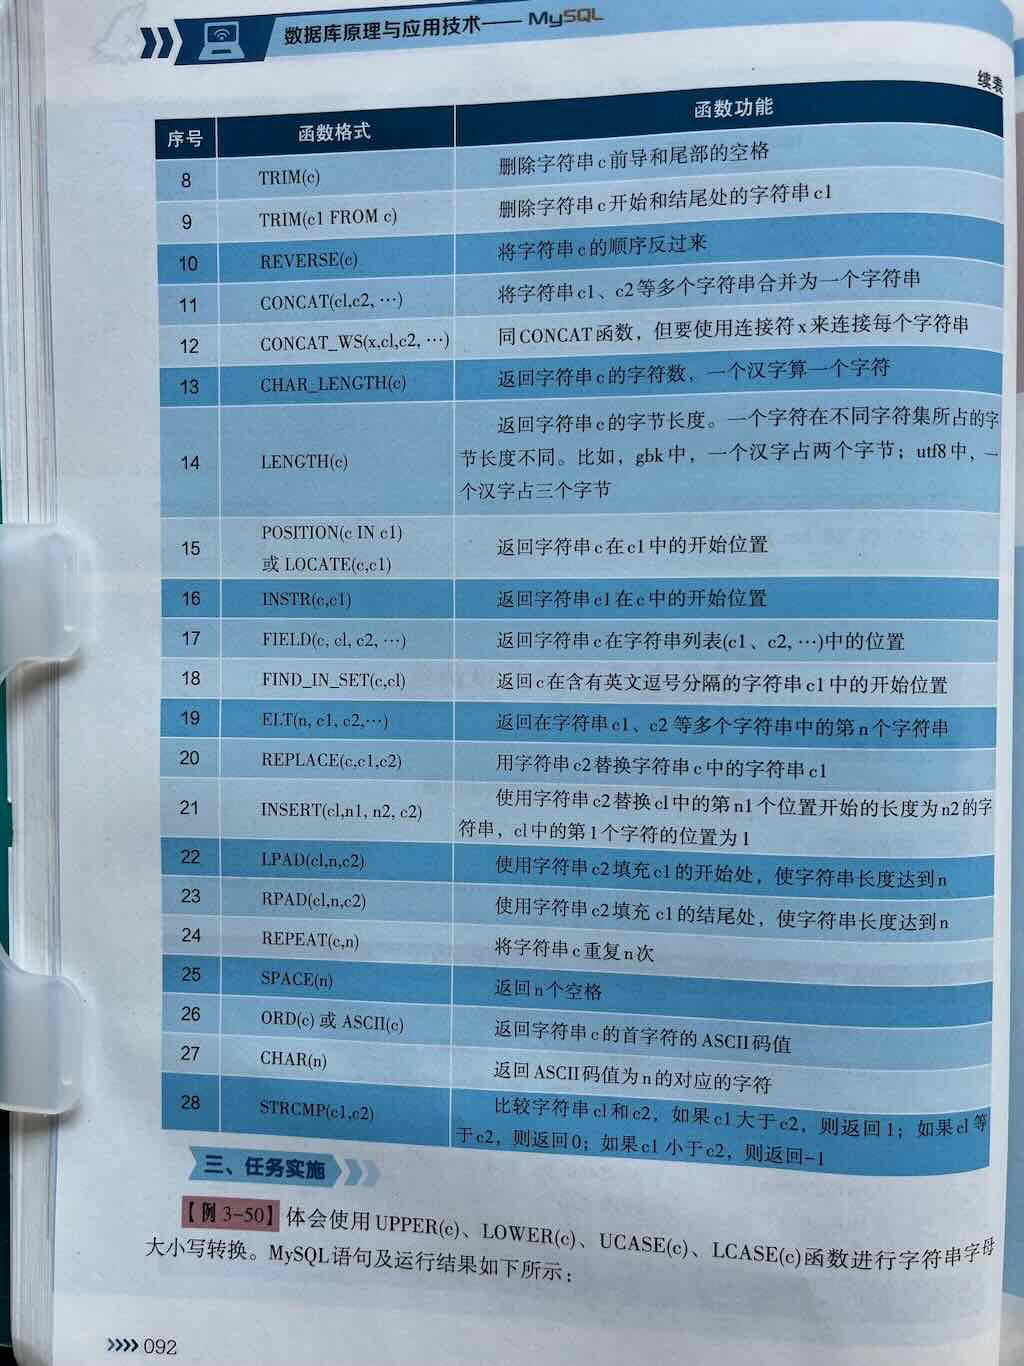 数据库原理与应用技术—— MySQL
续表
序号 函数格式 函数功能
8 TRIM(c) 删除字符串c前导和尾部的空格
9 TRIM(c1 FROM c) 删除字符串c开始和结尾处的字符串c1
10 REVERSE(c) 将字符串c的顺序反过来
11 CONCAT(cl,c2, …) 将字符串c1、c2等多个字符串合并为一个字符串
12 CONCAT_WS(x,cl,c2, …) 同CONCAT函数，但要使用连接符x来连接每个字符串
13 CHAR_LENGTH(c) 返回字符串c的字符数，一个汉字算一个字符
返回字符串c的字节长度。一个字符在不同字符集所占的字
14 LENGTH(c) 节长度不同。比如，gbk中，一个汉字占两个字节；utf8中，一
个汉字占三个字节
15 POSITION(c IN c1) 返回字符串c在c1中的开始位置
或 LOCATE(c,c1)
16 INSTR(c,c1) 返回字符串c1在c中的开始位置
17 FIELD(c, cl, c2, …) 返回字符串c在字符串列表(c1、c2, …)中的位置
18 FIND_IN_SET(c,cl) 返回c在含有英文逗号分隔的字符串c1中的开始位置
19 ELT(n, c1, c2,…) 返回在字符串c1、c2等多个字符串中的第n个字符串
20 REPLACE(c,c1,c2) 用字符串c2替换字符串c中的字符串c1
21 INSERT(cl,n1, n2, c2) 使用字符串c2替换cl中的第n1个位置开始的长度为n2的字
符串，cl中的第1个字符的位置为1
22 LPAD(cl,n,c2) 使用字符串c2填充c1的开始处，使字符串长度达到n
23 RPAD(cl,n,c2) 使用字符串c2填充c1的结尾处，使字符串长度达到n
24 REPEAT(c,n) 将字符串c重复n次
25 SPACE(n) 返回n个空格
26 ORD(c) 或 ASCII(c) 返回字符串c的首字符的ASCII码值
27 CHAR(n) 返回ASCII码值为n的对应的字符
28 STRCMP(c1,c2) 比较字符串cl和c2，如果c1大于c2，则返回1；如果cl等
于c2，则返回0；如果c1小于c2，则返回-1
三、任务实施
【例 3-50】 体会使用UPPER(c)、LOWER(c)、UCASE(c)、LCASE(c)函数进行字符串字母
大小写转换。MySQL语句及运行结果如下所示：
092